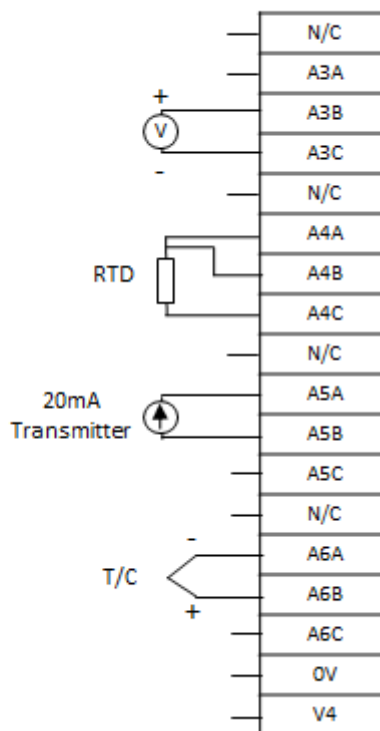 N/C
A3A
+
A3B
V
A3C
-
N/C
A4A
RTD
A4B
A4C
N/C
A5A
20mA
Transmitter
A5B
A5C
N/C
-
A6A
T/C
A6B
+
A6C
0V
V4